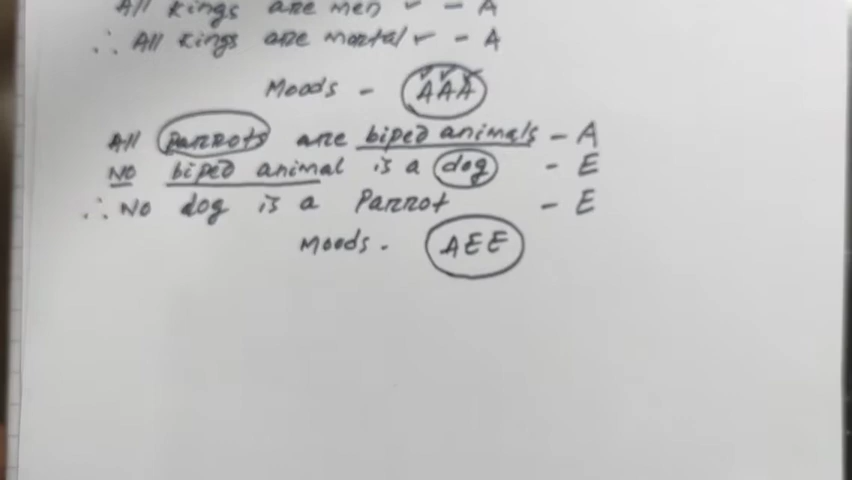 All kings are men ✓ - A
∴ All kings are mortal ✓ - A
Moods - AAA
All Parrots are biped animals - A
No biped animal is a dog - E
∴ No dog is a Parrot - E
Moods - AEE